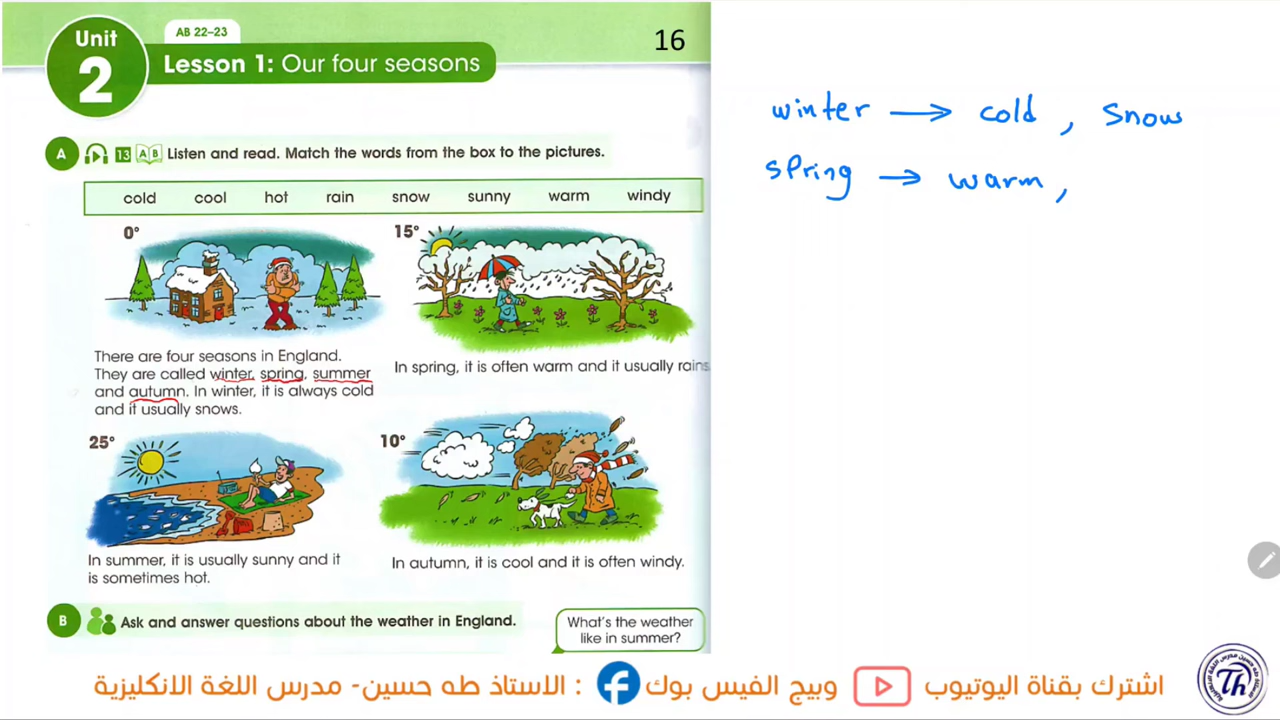 Unit
2
AB 22–23
Lesson 1: Our four seasons
16
A 13 AB Listen and read. Match the words from the box to the pictures.
cold cool hot rain snow sunny warm windy
0°
15°
There are four seasons in England.
They are called winter, spring, summer
and autumn. In winter, it is always cold
and it usually snows.
In spring, it is often warm and it usually rains
25°
10°
In summer, it is usually sunny and it
is sometimes hot.
In autumn, it is cool and it is often windy.
B Ask and answer questions about the weather in England.
What's the weather
like in summer?
winter → cold , snow
spring → warm ,
اشترك بقناة اليوتيوب وبيج الفيس بوك : الاستاذ طه حسين- مدرس اللغة الانكليزية
Th